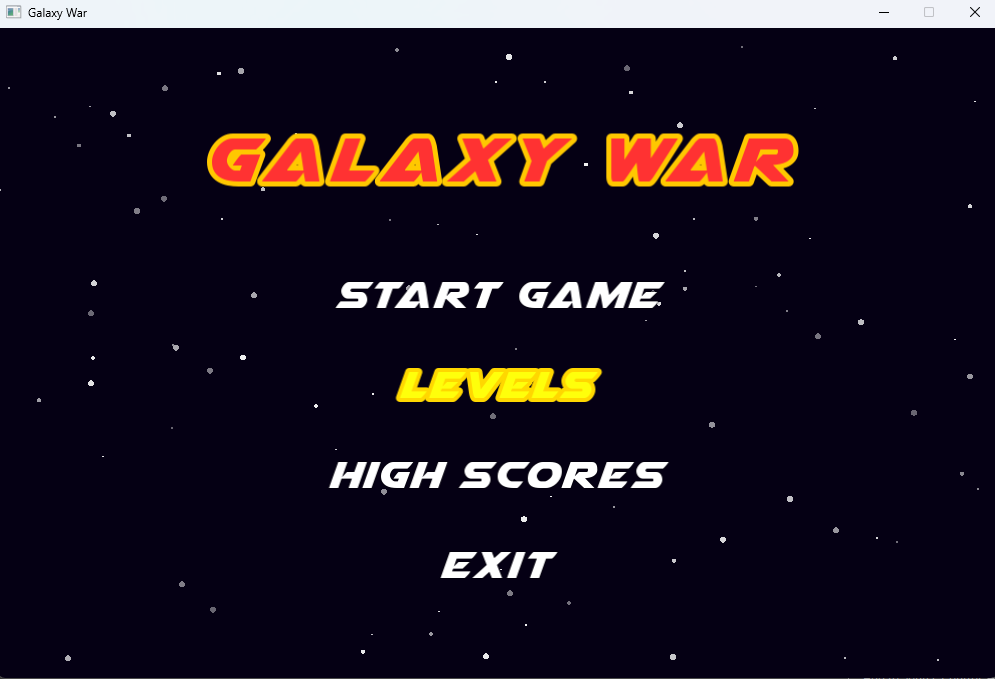 Galaxy War
GALAXY WAR
START GAME
LEVELS
HIGH SCORES
EXIT